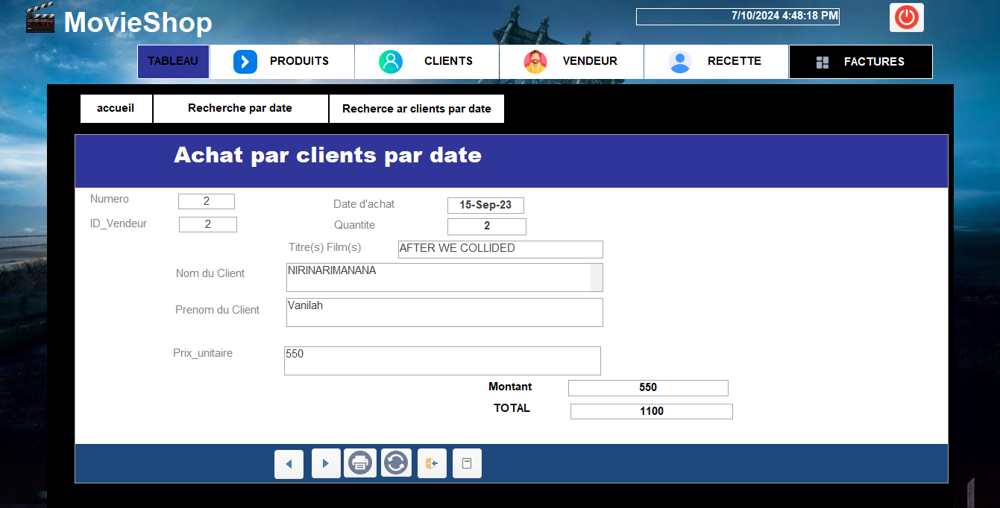 MovieShop
7/10/2024 4:48:18 PM
TABLEAU
PRODUITS
CLIENTS
VENDEUR
RECETTE
FACTURES
accueil
Recherche par date
Recherce ar clients par date
Achat par clients par date
Numero
2
Date d'achat
15-Sep-23
ID_Vendeur
2
Quantite
2
Titre(s) Film(s)
AFTER WE COLLIDED
Nom du Client
NIRINARIMANANA
Prenom du Client
Vanilah
Prix_unitaire
550
Montant
550
TOTAL
1100